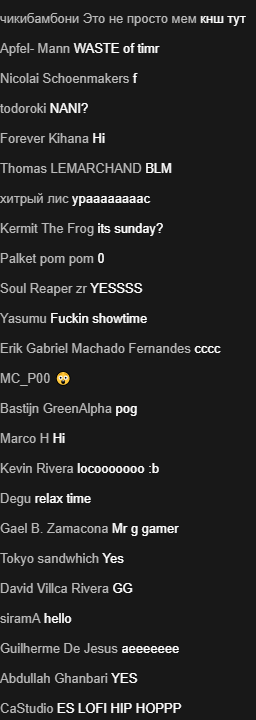 чикибамбони Это не просто мем кнш тут
Apfel- Mann WASTE of timr
Nicolai Schoenmakers f
todoroki NANI?
Forever Kihana Hi
Thomas LEMARCHAND BLM
хитрый лис ураааааааас
Kermit The Frog its sunday?
Palket pom pom 0
Soul Reaper zr YESSSS
Yasumu Fuckin showtime
Erik Gabriel Machado Fernandes cccc
MC_P00 😲
Bastijn GreenAlpha pog
Marco H Hi
Kevin Rivera locooooooo :b
Degu relax time
Gael B. Zamacona Mr g gamer
Tokyo sandwhich Yes
David Villca Rivera GG
siramA hello
Guilherme De Jesus aeeeeeee
Abdullah Ghanbari YES
CaStudio ES LOFI HIP HOPPP